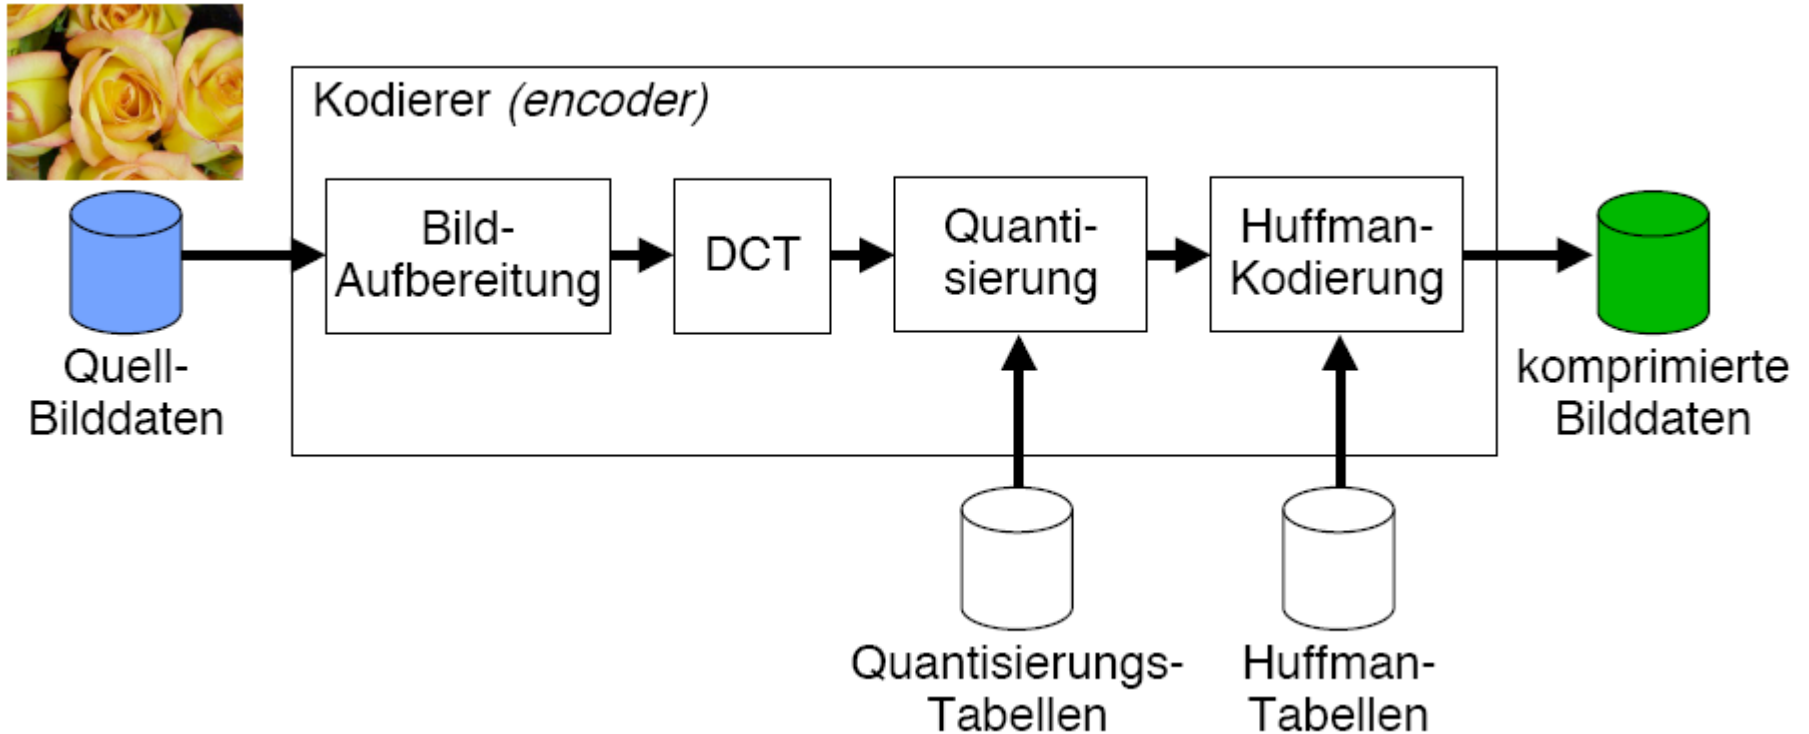 Kodierer (encoder)
Bild-
Aufbereitung
DCT
Quanti-
sierung
Huffman-
Kodierung
Quell-
Bilddaten
komprimierte
Bilddaten
Quantisierungs-
Tabellen
Huffman-
Tabellen